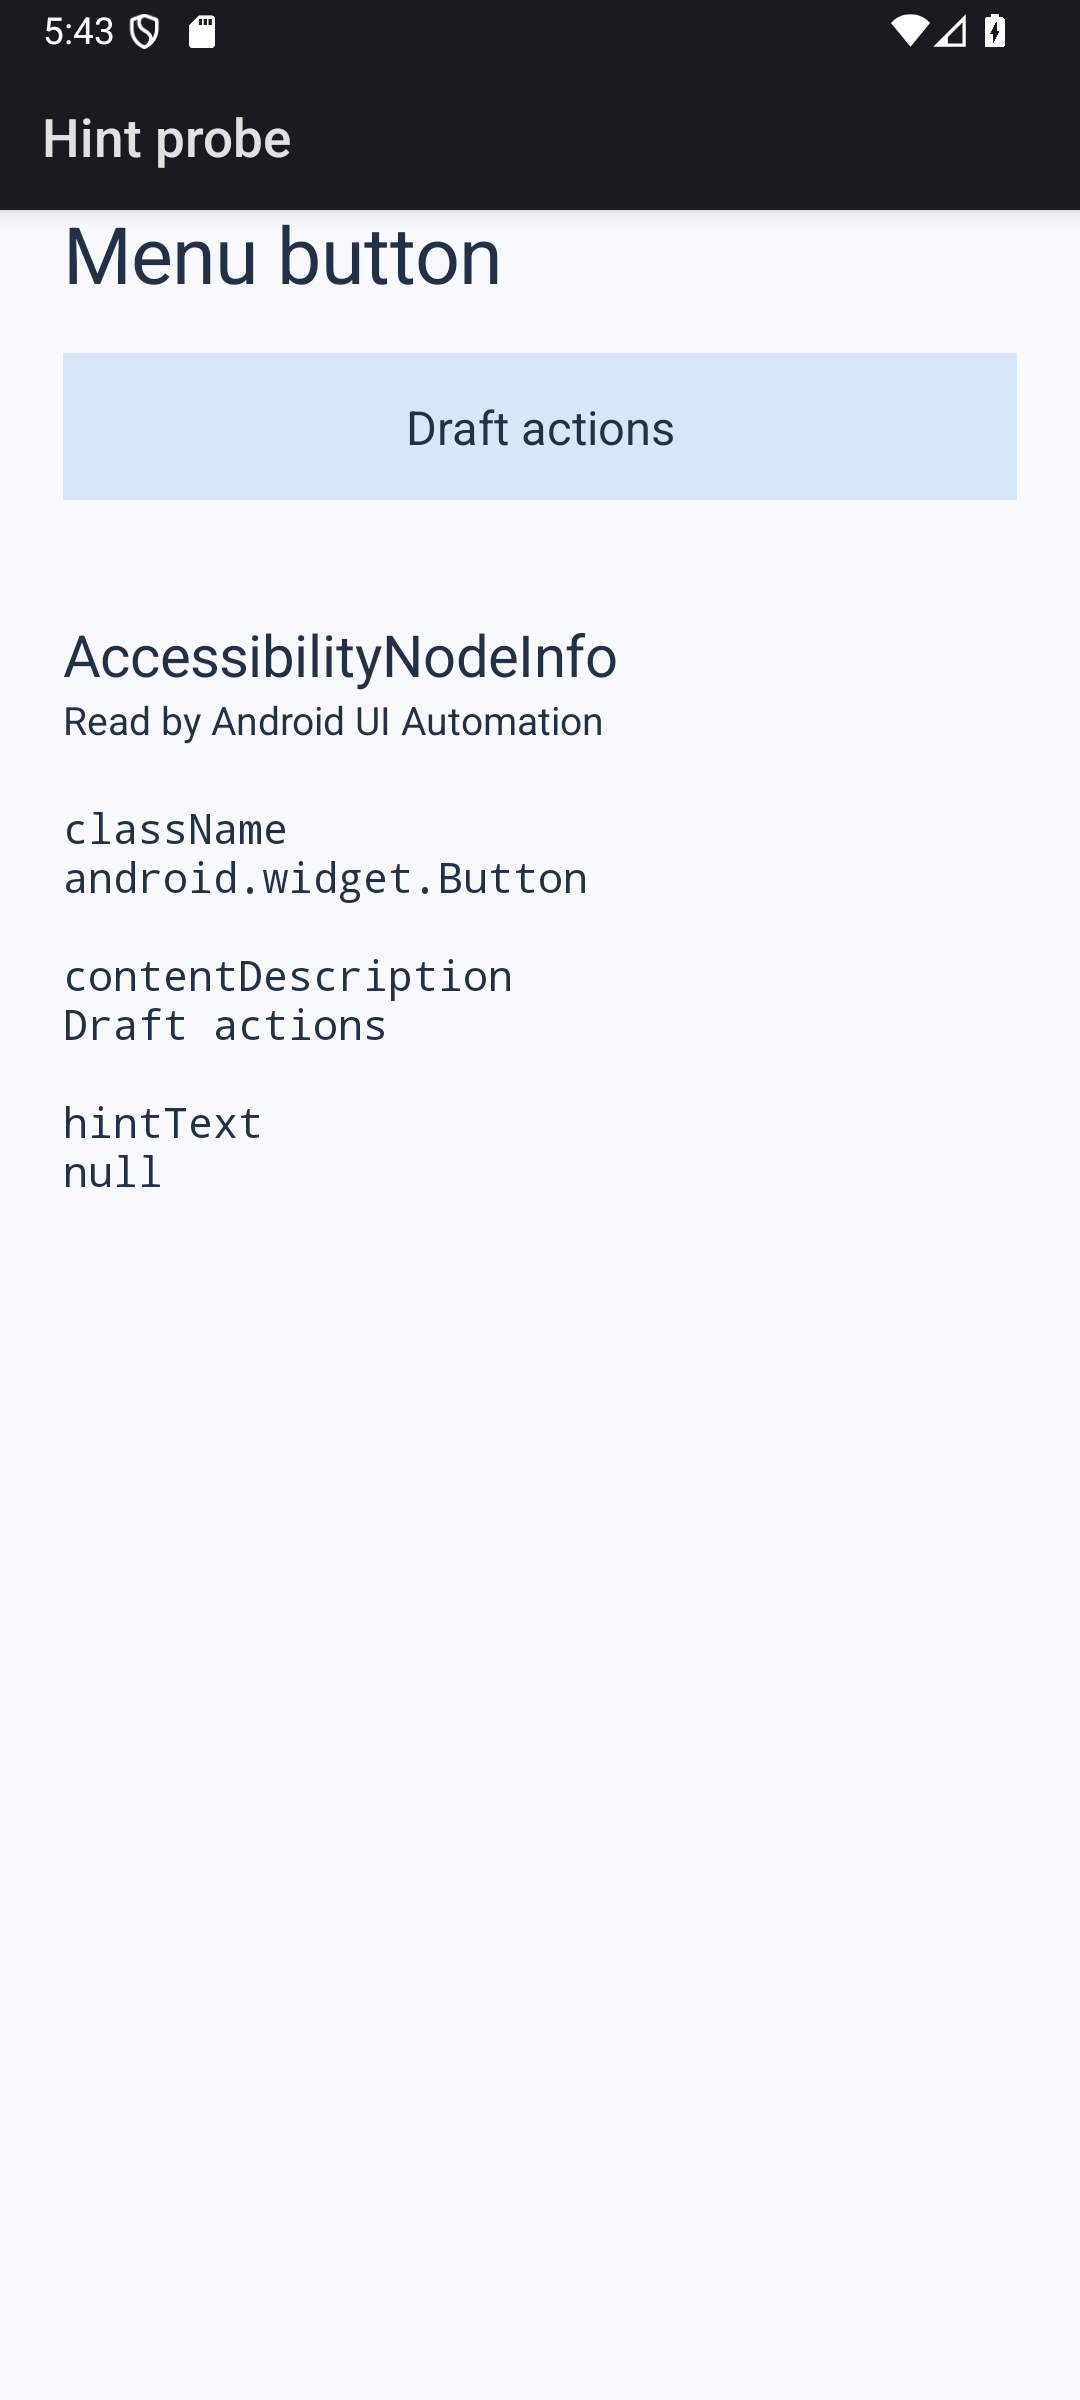 5:43
Hint probe
Menu button
Draft actions
AccessibilityNodeInfo
Read by Android UI Automation
className
android.widget.Button
contentDescription
Draft actions
hintText
null